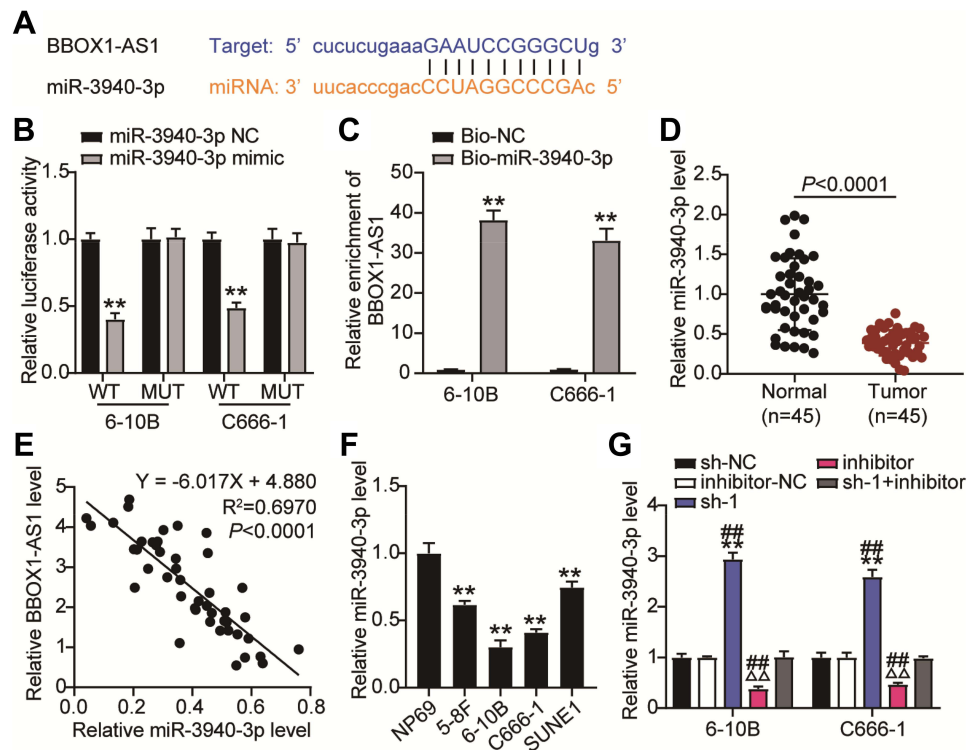 A
BBOX1-AS1 Target: 5’ cucucugaaaGAAUCCGGGCUg 3’
miR-3940-3p miRNA: 3’ uucacccgacCCUAGGCCCGAc 5’
B
miR-3940-3p NC
miR-3940-3p mimic
Relative luciferase activity
1.5
1.0
0.5
0.0
**
**
WT MUT WT MUT
6-10B C666-1
C
Bio-NC
Bio-miR-3940-3p
Relative enrichment of
BBOX1-AS1
50
40
30
20
10
0
**
**
6-10B C666-1
D
Relative miR-3940-3p level
2.5
2.0
1.5
1.0
0.5
0.0
P<0.0001
Normal Tumor
(n=45) (n=45)
E
Relative BBOX1-AS1 level
5
4
3
2
1
0
Y = -6.017X + 4.880
R²=0.6970
P<0.0001
0.0 0.2 0.4 0.6 0.8
Relative miR-3940-3p level
F
Relative miR-3940-3p level
1.5
1.0
0.5
0.0
**
**
**
**
NP69 5-8F 6-10B C666-1 SUNE1
G
sh-NC inhibitor
inhibitor-NC sh-1+inhibitor
sh-1
Relative miR-3940-3p level
4
3
2
1
0
##
**
##
△△
##
**
##
△△
6-10B C666-1